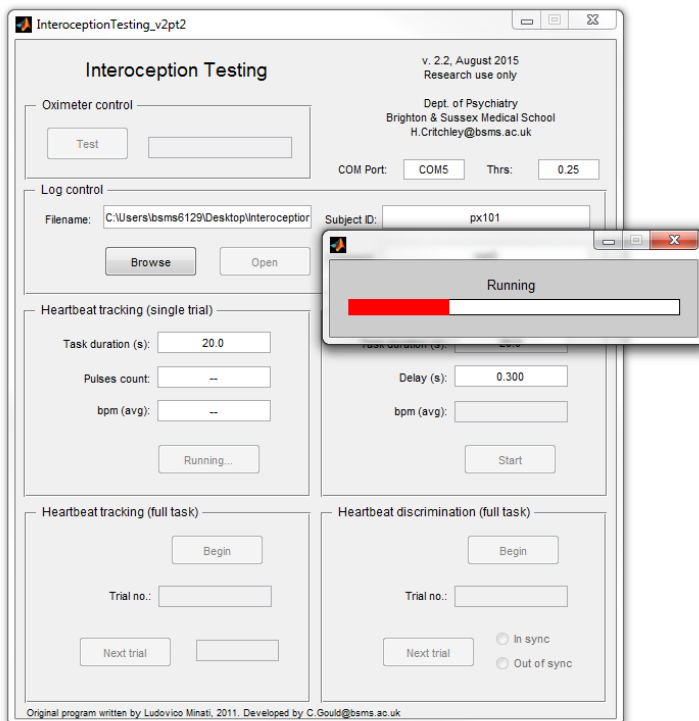 InteroceptionTesting_v2pt2
Interoception Testing
v. 2.2, August 2015
Research use only
Dept. of Psychiatry
Brighton & Sussex Medical School
H.Critchley@bsms.ac.uk
Oximeter control
Test
COM Port: COM5 Thrs: 0.25
Log control
Filename: C:\Users\bsms6129\Desktop\Interoception Subject ID: px101
Browse Open
Running
Heartbeat tracking (single trial)
Task duration (s): 20.0 Task duration (s):
Pulses count: -- Delay (s): 0.300
bpm (avg): -- bpm (avg):
Running... Start
Heartbeat tracking (full task) Heartbeat discrimination (full task)
Begin Begin
Trial no.: Trial no.:
Next trial Next trial
In sync
Out of sync
Original program written by Ludovico Minati, 2011. Developed by C.Gould@bsms.ac.uk